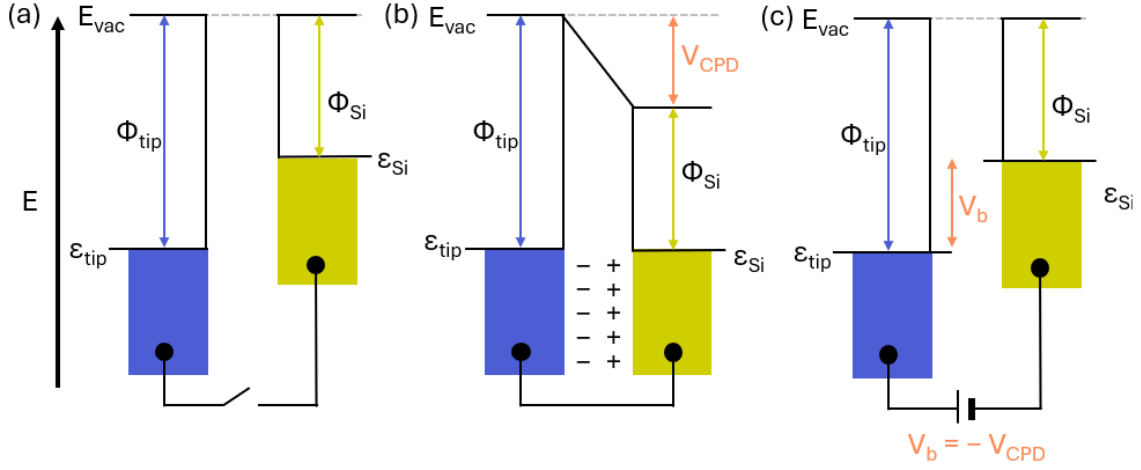 (a)
E
E_vac
Φ_tip
Φ_Si
ε_Si
ε_tip
(b)
E_vac
V_CPD
Φ_tip
Φ_Si
ε_tip
ε_Si
− +
− +
− +
− +
− +
(c)
E_vac
Φ_Si
Φ_tip
V_b
ε_Si
ε_tip
V_b = − V_CPD